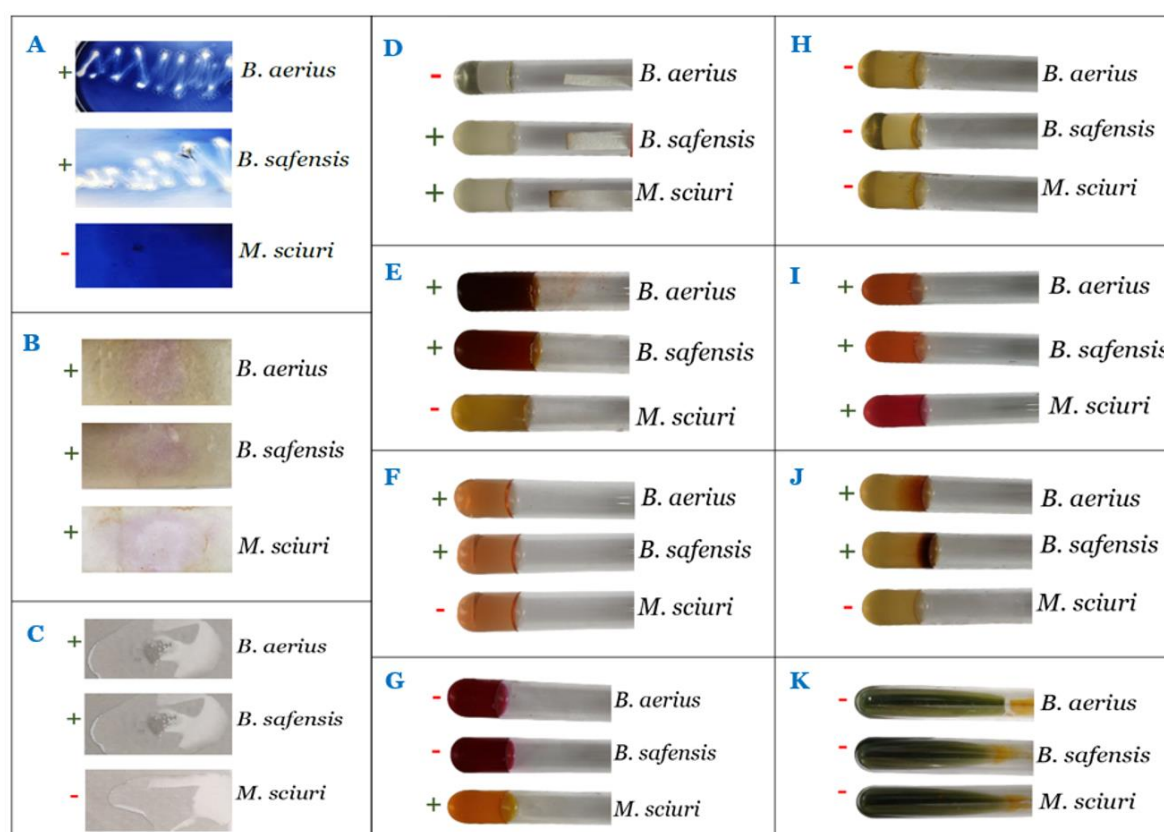 A
+ B. aerius
+ B. safensis
- M. sciuri
B
+ B. aerius
+ B. safensis
+ M. sciuri
C
+ B. aerius
+ B. safensis
- M. sciuri
D
- B. aerius
+ B. safensis
+ M. sciuri
E
+ B. aerius
+ B. safensis
- M. sciuri
F
+ B. aerius
+ B. safensis
- M. sciuri
G
- B. aerius
- B. safensis
+ M. sciuri
H
- B. aerius
- B. safensis
- M. sciuri
I
+ B. aerius
+ B. safensis
+ M. sciuri
J
+ B. aerius
+ B. safensis
- M. sciuri
K
- B. aerius
- B. safensis
- M. sciuri